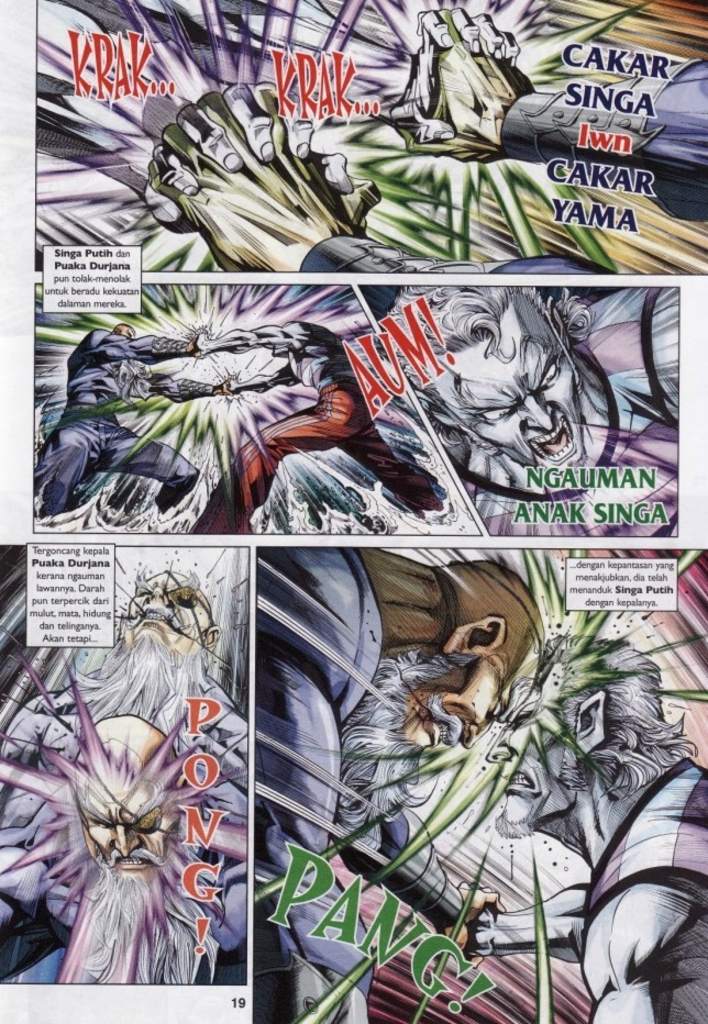 KRAK...
KRAK...
CAKAR
SINGA
lwn
CAKAR
YAMA
Singa Putih dan
Puaka Durjana
pun tolak-menolak
untuk beradu kekuatan
dalaman mereka.
AUM!
NGAUMAN
ANAK SINGA
Tergoncang kepala
Puaka Durjana
kerana ngauman
lawannya. Darah
pun terpercik dari
mulut, mata, hidung
dan telinganya.
Akan tetapi...
PONG!
...dengan kepantasan yang
menakjubkan, dia telah
menanduk Singa Putih
dengan kepalanya.
PANG!
19